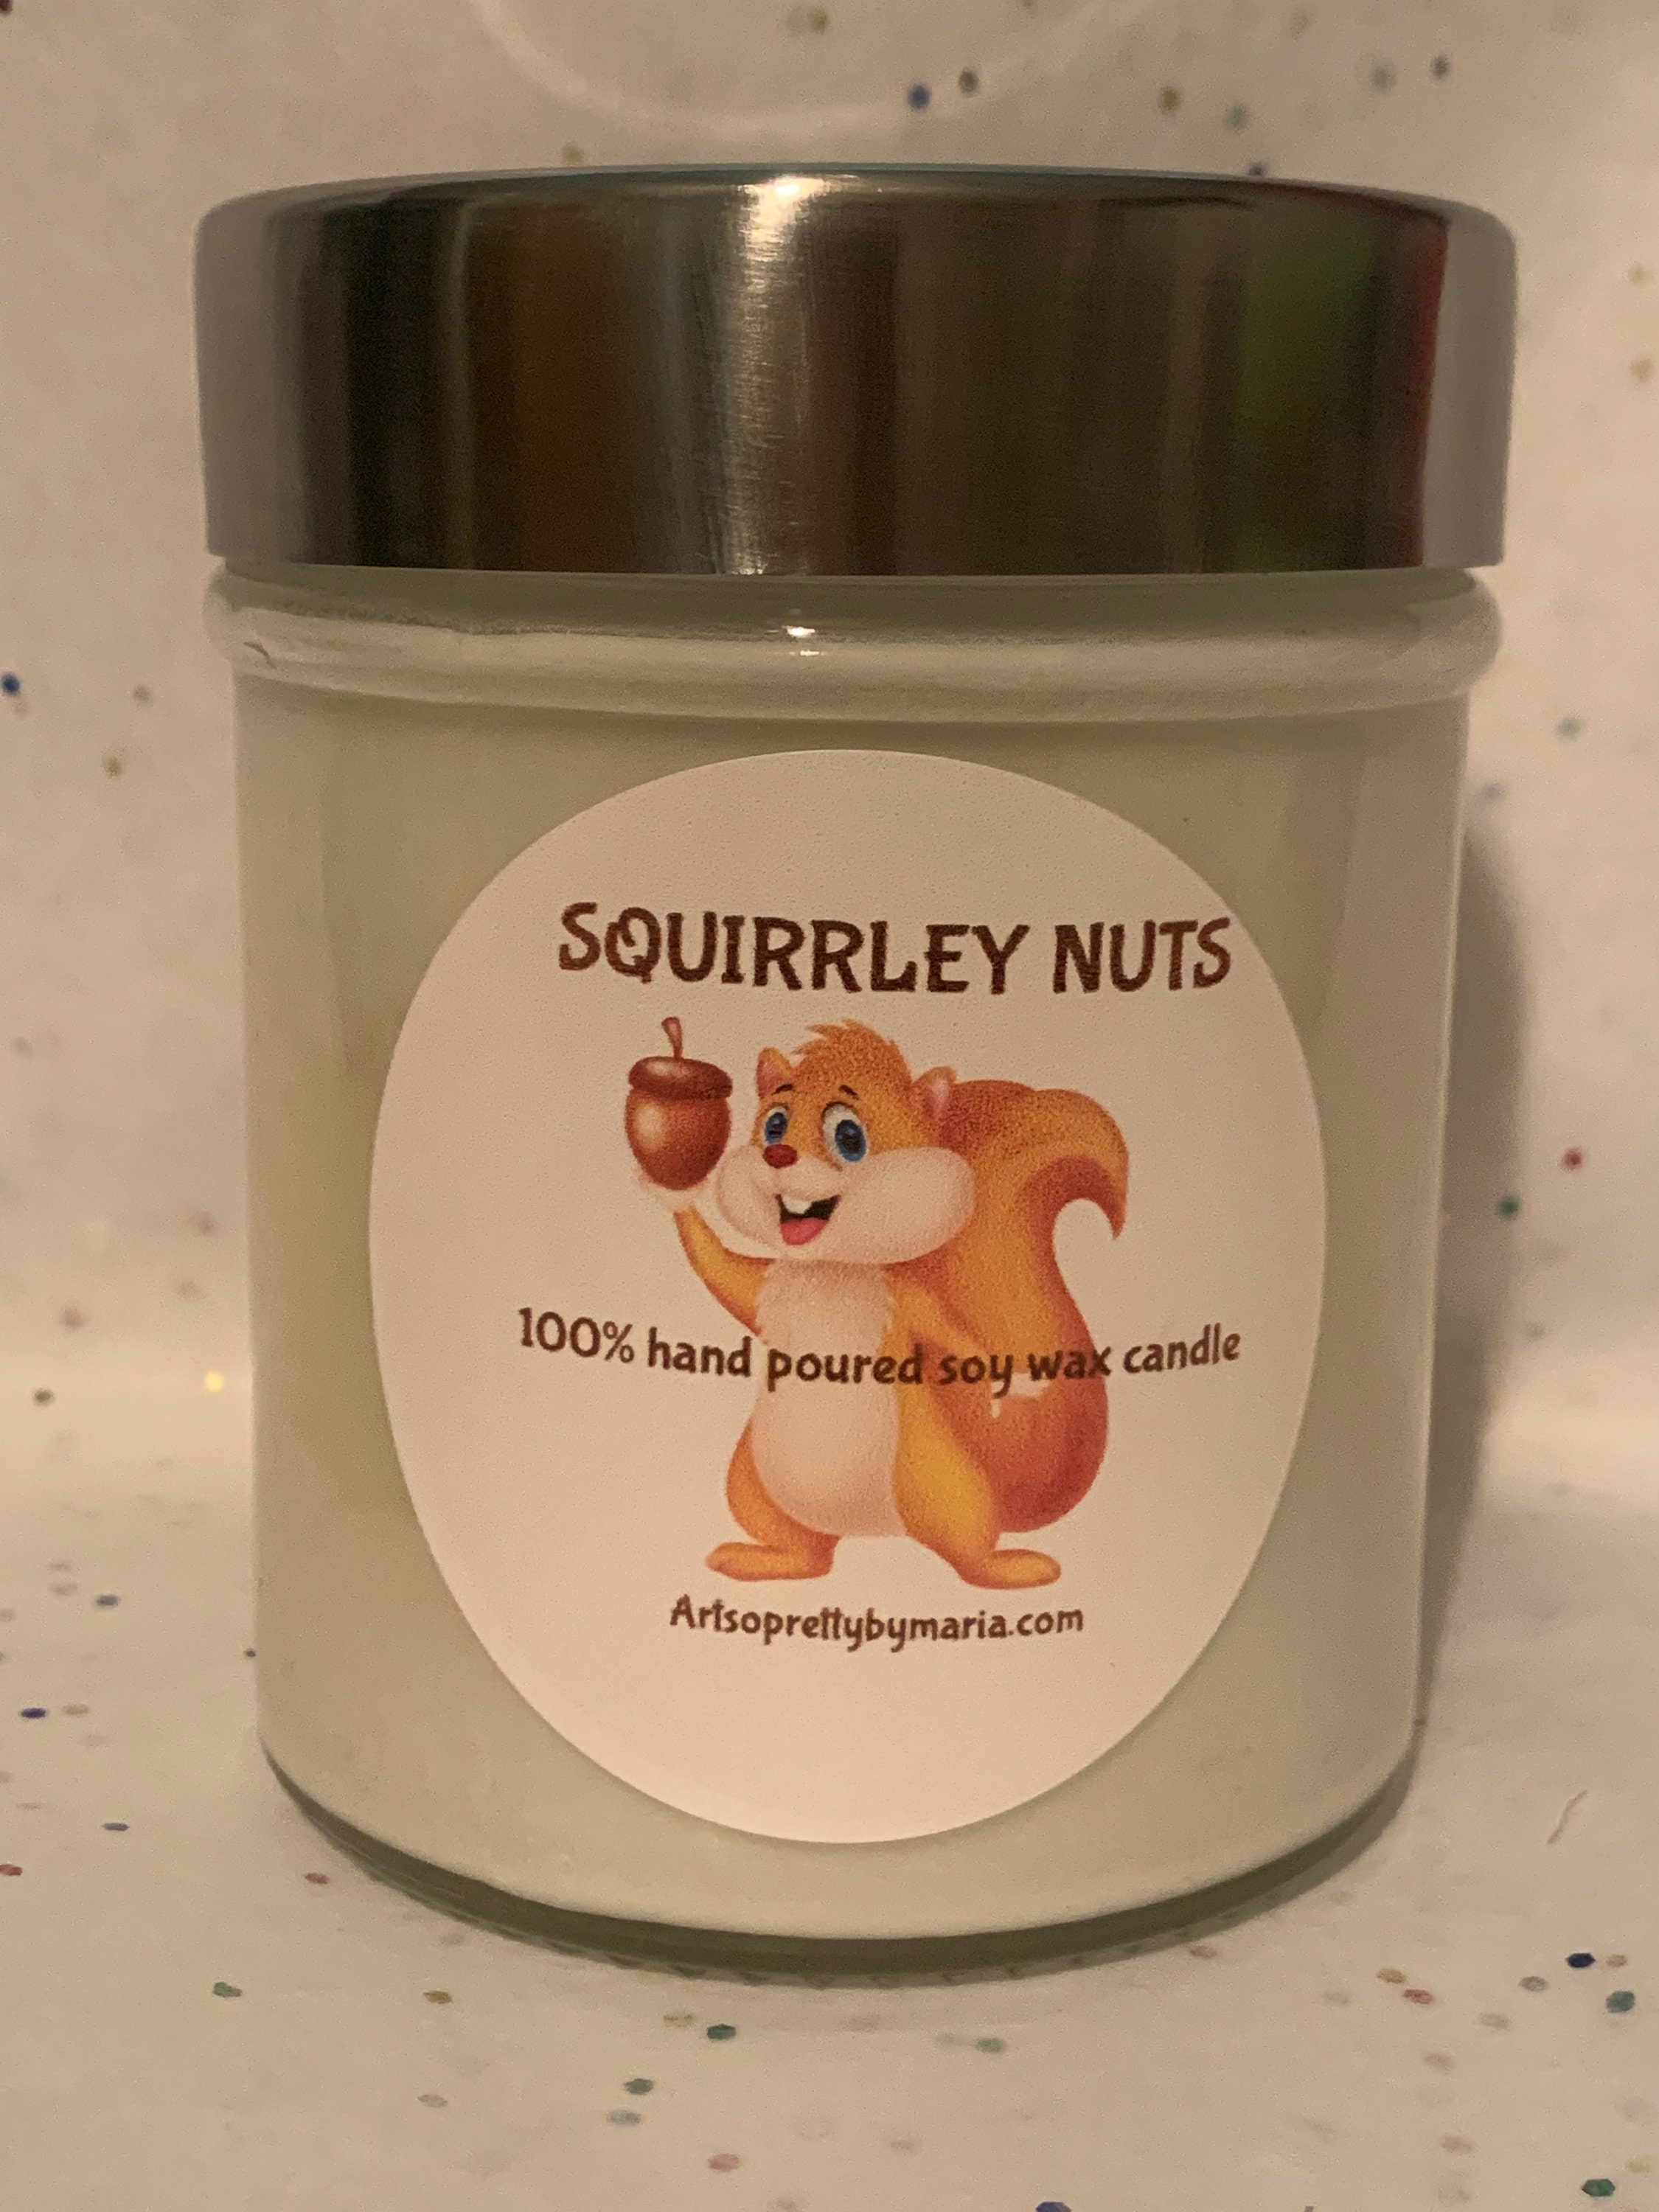 SQUIRRLEY NUTS
100% hand poured soy wax candle
Artsoprettybymaria.com